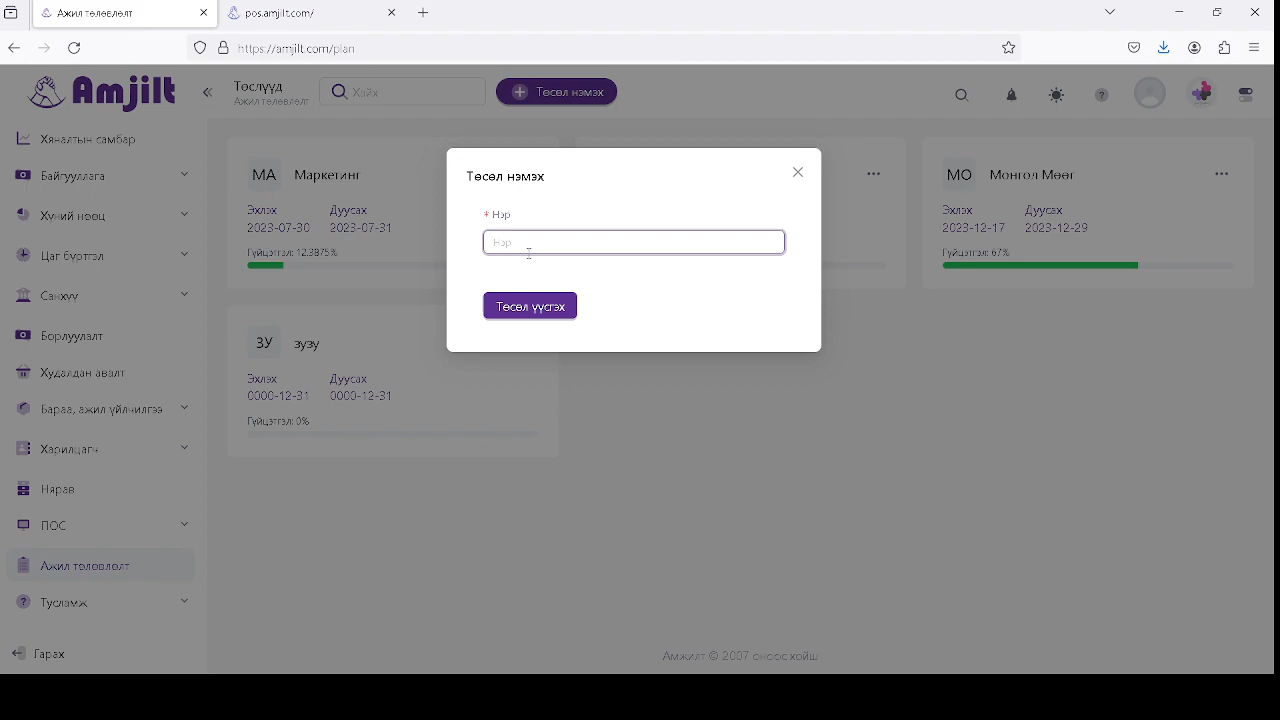 Ажил төлөвлөлт
pos.amjilt.com/
https://amjilt.com/plan
Amjilt
Төслүүд
Ажил төлөвлөлт
Хайх
Төсөл нэмэх
Хяналтын самбар
Байгууллага
Хүний нөөц
Цаг бүртгэл
Санхүү
Борлуулалт
Худалдан авалт
Бараа, ажил үйлчилгээ
Харилцагч
Нярав
ПОС
Ажил төлөвлөлт
Тусламж
Гарах
МА Маркетинг
Эхлэх Дуусах
2023-07-30 2023-07-31
Гүйцэтгэл: 12.3875%
МО Монгол Мөөг
Эхлэх Дуусах
2023-12-17 2023-12-29
Гүйцэтгэл: 67%
ЗУ зузу
Эхлэх Дуусах
0000-12-31 0000-12-31
Гүйцэтгэл: 0%
Төсөл нэмэх
* Нэр
Нэр
Төсөл үүсгэх
Амжилт © 2007 оноос хойш